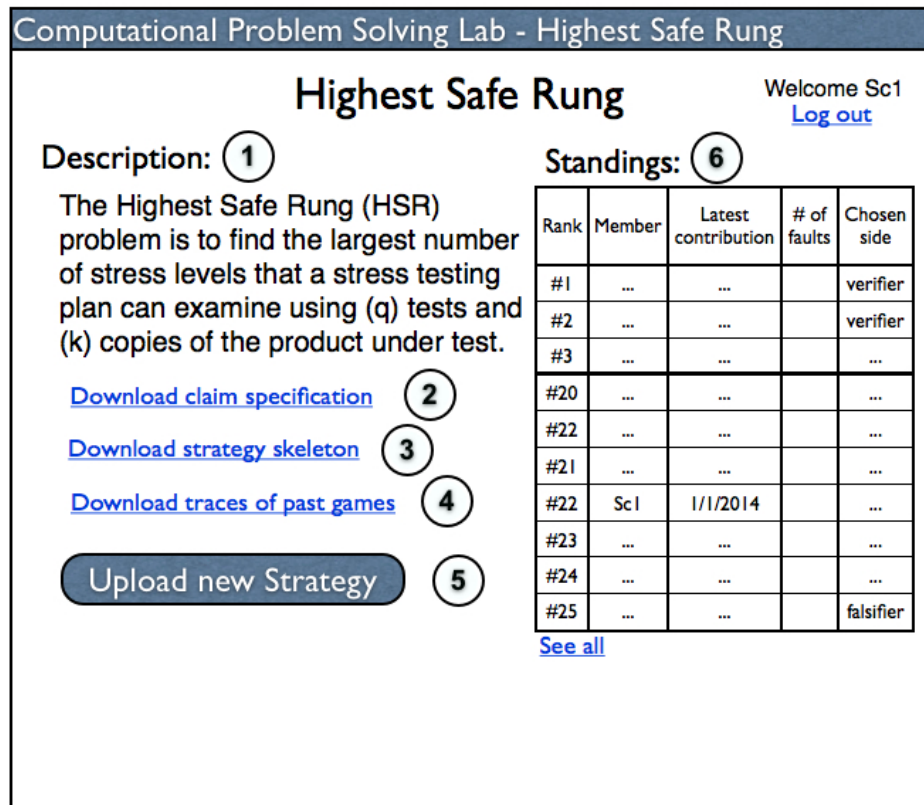 Computational Problem Solving Lab - Highest Safe Rung
Highest Safe Rung
Welcome Sc1
Log out
Description: 1
The Highest Safe Rung (HSR)
problem is to find the largest number
of stress levels that a stress testing
plan can examine using (q) tests and
(k) copies of the product under test.
Download claim specification 2
Download strategy skeleton 3
Download traces of past games 4
Upload new Strategy 5
Standings: 6
Rank Member Latest contribution # of faults Chosen side
#1 ... ... verifier
#2 ... ... verifier
#3 ... ... ...
#20 ... ... ...
#22 ... ... ...
#21 ... ... ...
#22 Sc1 1/1/2014 ...
#23 ... ... ...
#24 ... ... ...
#25 ... ... falsifier
See all